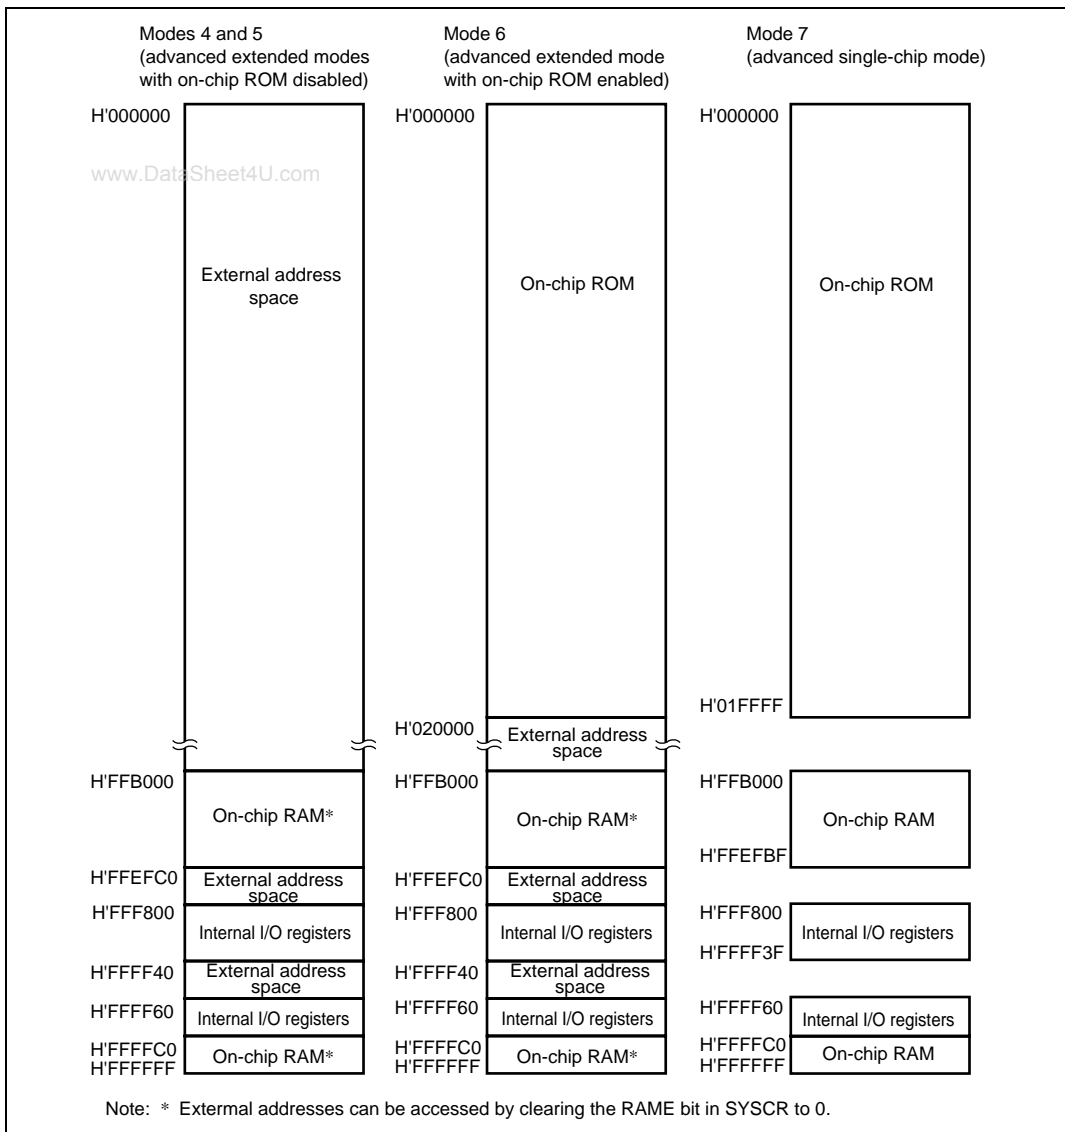 Modes 4 and 5
(advanced extended modes
with on-chip ROM disabled)
H'000000
www.DataSheet4U.com
External address
space
H'FFB000
On-chip RAM*
H'FFEFC0
External address
space
H'FFF800
Internal I/O registers
H'FFFF40
External address
space
H'FFFF60
Internal I/O registers
H'FFFFC0
On-chip RAM*
H'FFFFFF
Mode 6
(advanced extended mode
with on-chip ROM enabled)
H'000000
On-chip ROM
H'020000
External address
space
H'FFB000
On-chip RAM*
H'FFEFC0
External address
space
H'FFF800
Internal I/O registers
H'FFFF40
External address
space
H'FFFF60
Internal I/O registers
H'FFFFC0
On-chip RAM*
H'FFFFFF
Mode 7
(advanced single-chip mode)
H'000000
On-chip ROM
H'01FFFF
H'FFB000
On-chip RAM
H'FFEFBF
H'FFF800
Internal I/O registers
H'FFFF3F
H'FFFF60
Internal I/O registers
H'FFFFC0
On-chip RAM
H'FFFFFF
Note: * Extermal addresses can be accessed by clearing the RAME bit in SYSCR to 0.